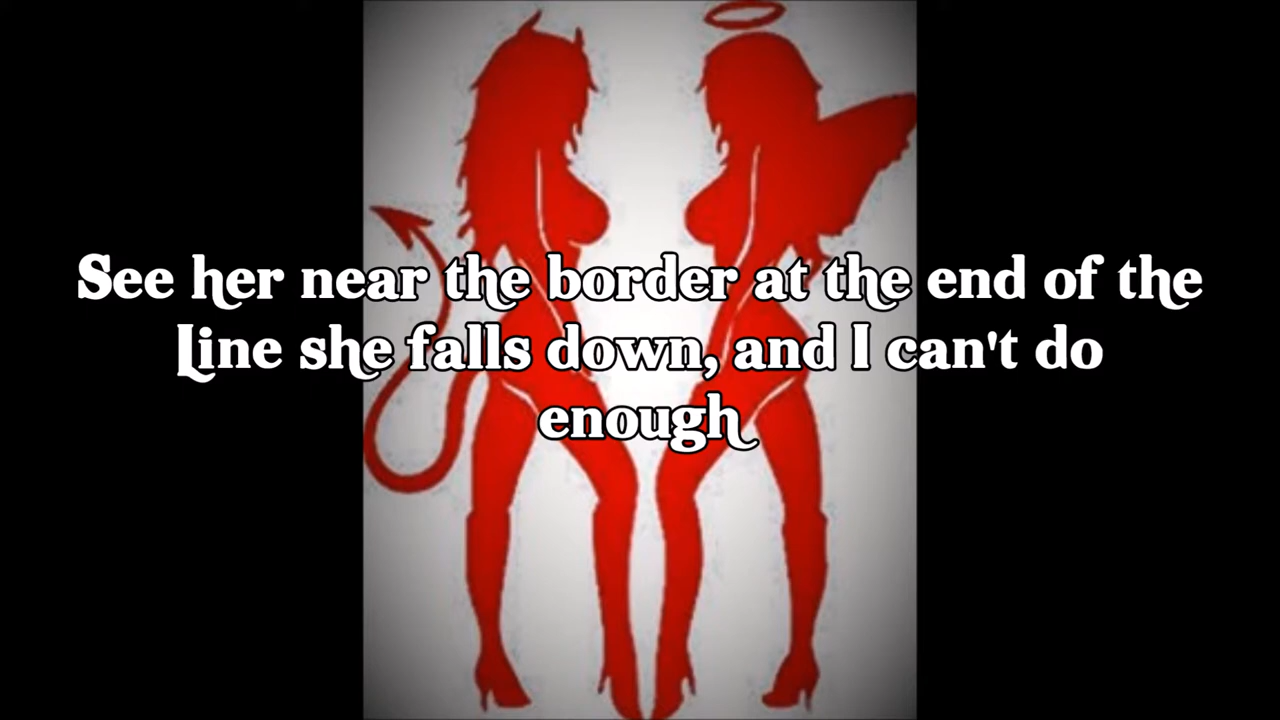 See her near the border at the end of the
Line she falls down, and I can't do
enough